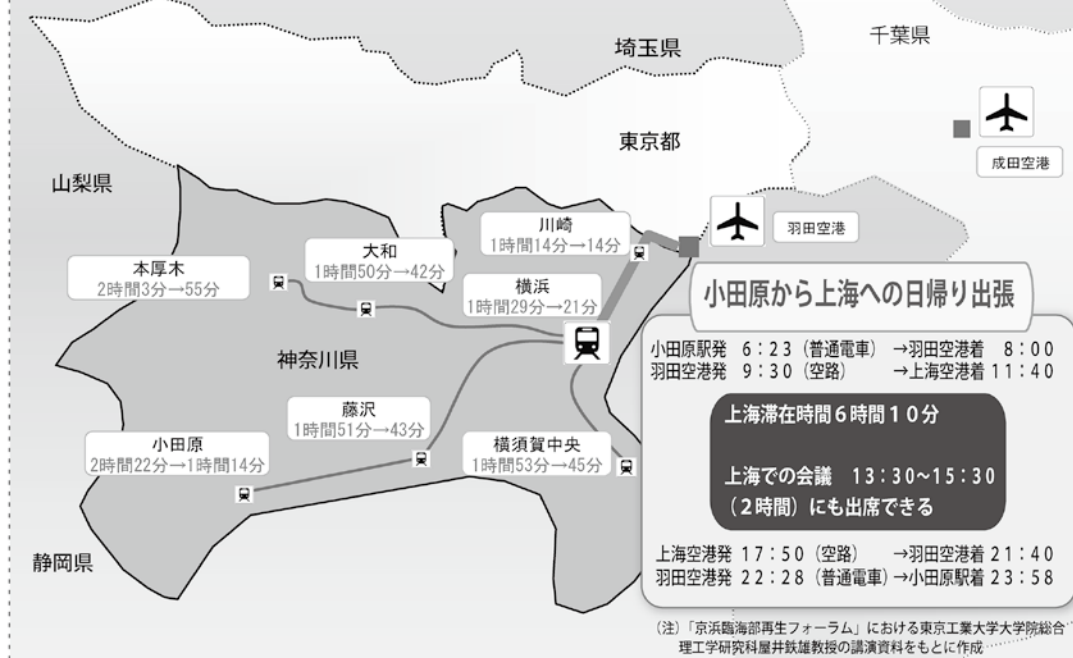 埼玉県
千葉県
東京都
成田空港
山梨県
羽田空港
川崎
1時間14分→14分
大和
1時間50分→42分
本厚木
2時間3分→55分
横浜
1時間29分→21分
神奈川県
藤沢
1時間51分→43分
小田原
2時間22分→1時間14分
横須賀中央
1時間53分→45分
静岡県
小田原から上海への日帰り出張
小田原駅発 6:23(普通電車) →羽田空港着 8:00
羽田空港発 9:30(空路) →上海空港着11:40
上海滞在時間6時間10分
上海での会議 13:30~15:30
(2時間)にも出席できる
上海空港発 17:50(空路) →羽田空港着21:40
羽田空港発 22:28(普通電車)→小田原駅着23:58
(注)「京浜臨海部再生フォーラム」における東京工業大学大学院総合
理工学研究科屋井鉄雄教授の講演資料をもとに作成